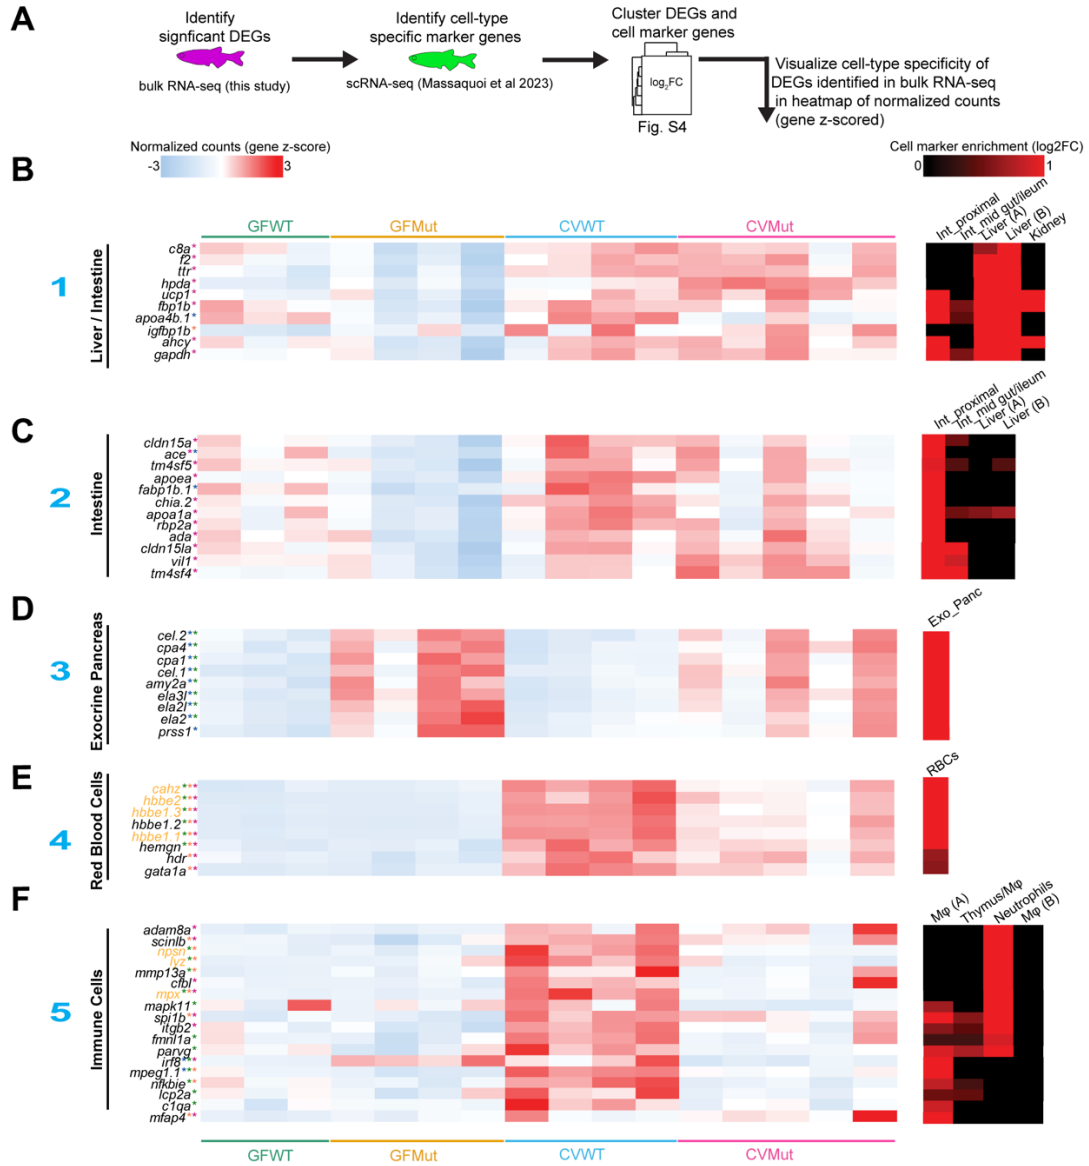 A
Identify
signficant DEGs
bulk RNA-seq (this study)
Identify cell-type
specific marker genes
scRNA-seq (Massaquoi et al 2023)
Cluster DEGs and
cell marker genes
log2FC
Fig. S4
Visualize cell-type specificity of
DEGs identified in bulk RNA-seq
in heatmap of normalized counts
(gene z-scored)
B
Normalized counts (gene z-score)
-3
3
Cell marker enrichment (log2FC)
0
1
GFWT
GFMut
CVWT
CVMut
Int_proximal
Int_mid gut/ileum
Liver (A)
Liver (B)
Kidney
1
Liver / Intestine
c8a*
f2*
ttr*
hpda*
ucp1*
fbp1b*
apoa4b.1*
igfbp1b*
ahcy*
gapdh*
C
Int_proximal
Int_mid gut/ileum
Liver (A)
Liver (B)
2
Intestine
cldn15a*
ace**
tm4sf5*
apoea*
fabp1b.1*
chia.2*
apoa1a*
rbp2a*
ada*
cldn15la*
vil1*
tm4sf4*
D
Exo_Panc
3
Exocrine Pancreas
cel.2**
cpa4**
cpa1**
cel.1**
amy2a**
ela3l**
ela2l**
ela2**
prss1*
E
RBCs
4
Red Blood Cells
cahz***
hbbe2***
hbbe1.3***
hbbe1.2***
hbbe1.1***
hemgn***
hdr**
gata1a**
F
Mφ (A)
Thymus/Mφ
Neutrophils
Mφ (B)
5
Immune Cells
adam8a*
scinlb**
npsn**
lyz**
mmp13a**
cfbl*
mpx***
mapk11*
spi1b**
itgb2**
fmnl1a*
parvg*
irf8***
mpeg1.1***
nfkbie**
lcp2a*
c1qa*
mfap4**
GFWT
GFMut
CVWT
CVMut